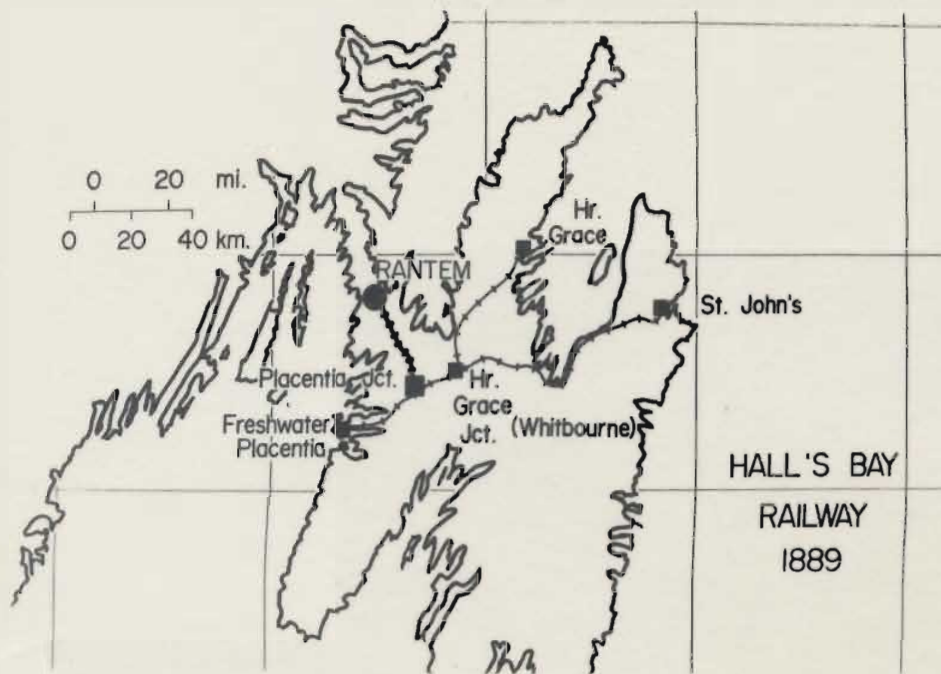 0 20 mi.
0 20 40 km.
Hr.
Grace
RANTEM
St. John's
Placentia Jct.
Hr.
Grace
Jct. (Whitbourne)
Freshwater
Placentia
HALL'S BAY
RAILWAY
1889